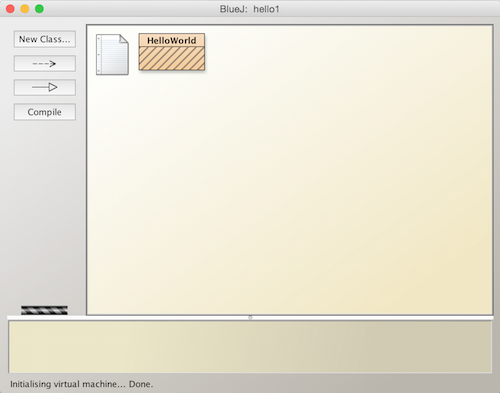 BlueJ: hello1
New Class...
HelloWorld
Compile
Initialising virtual machine... Done.